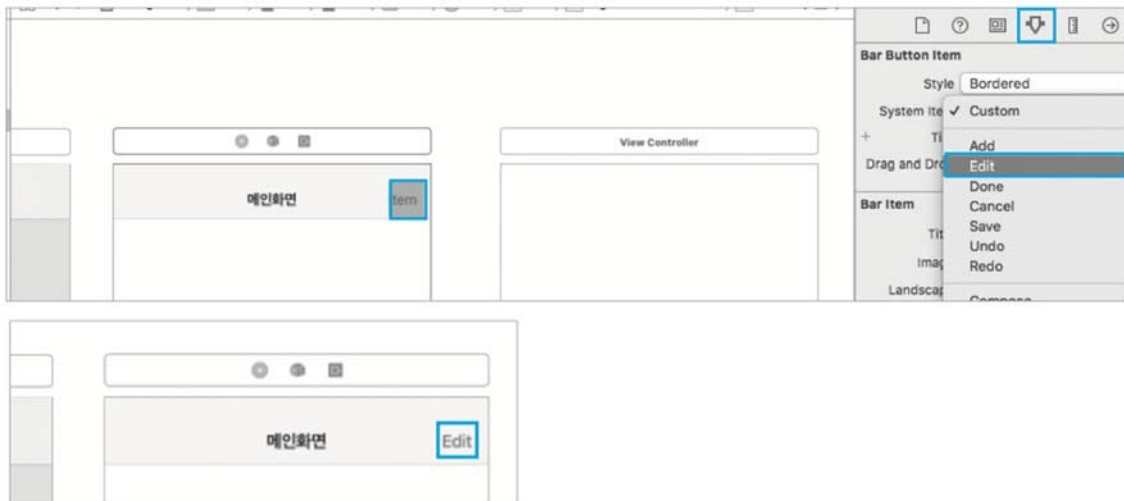 Bar Button Item
Style Bordered
System Ite ✓ Custom
+ Ti
Add
Drag and Dro
Edit
Done
Bar Item
Cancel
Save
Tit
Undo
Imag
Redo
Landscap
View Controller
메인화면
Item
메인화면
Edit